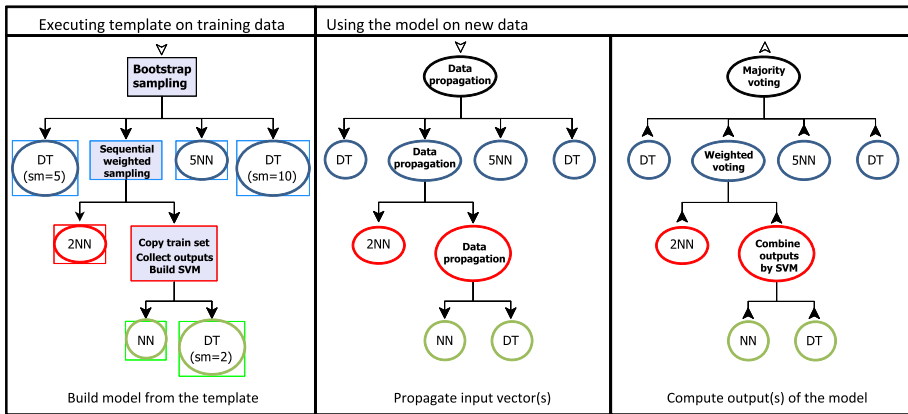 Executing template on training data
Using the model on new data
Bootstrap
sampling
DT
(sm=5)
Sequential
weighted
sampling
5NN
DT
(sm=10)
2NN
Copy train set
Collect outputs
Build SVM
NN
DT
(sm=2)
Build model from the template
Data
propagation
DT
Data
propagation
5NN
DT
2NN
Data
propagation
NN
DT
Propagate input vector(s)
Majority
voting
DT
Weighted
voting
5NN
DT
2NN
Combine
outputs
by SVM
NN
DT
Compute output(s) of the model